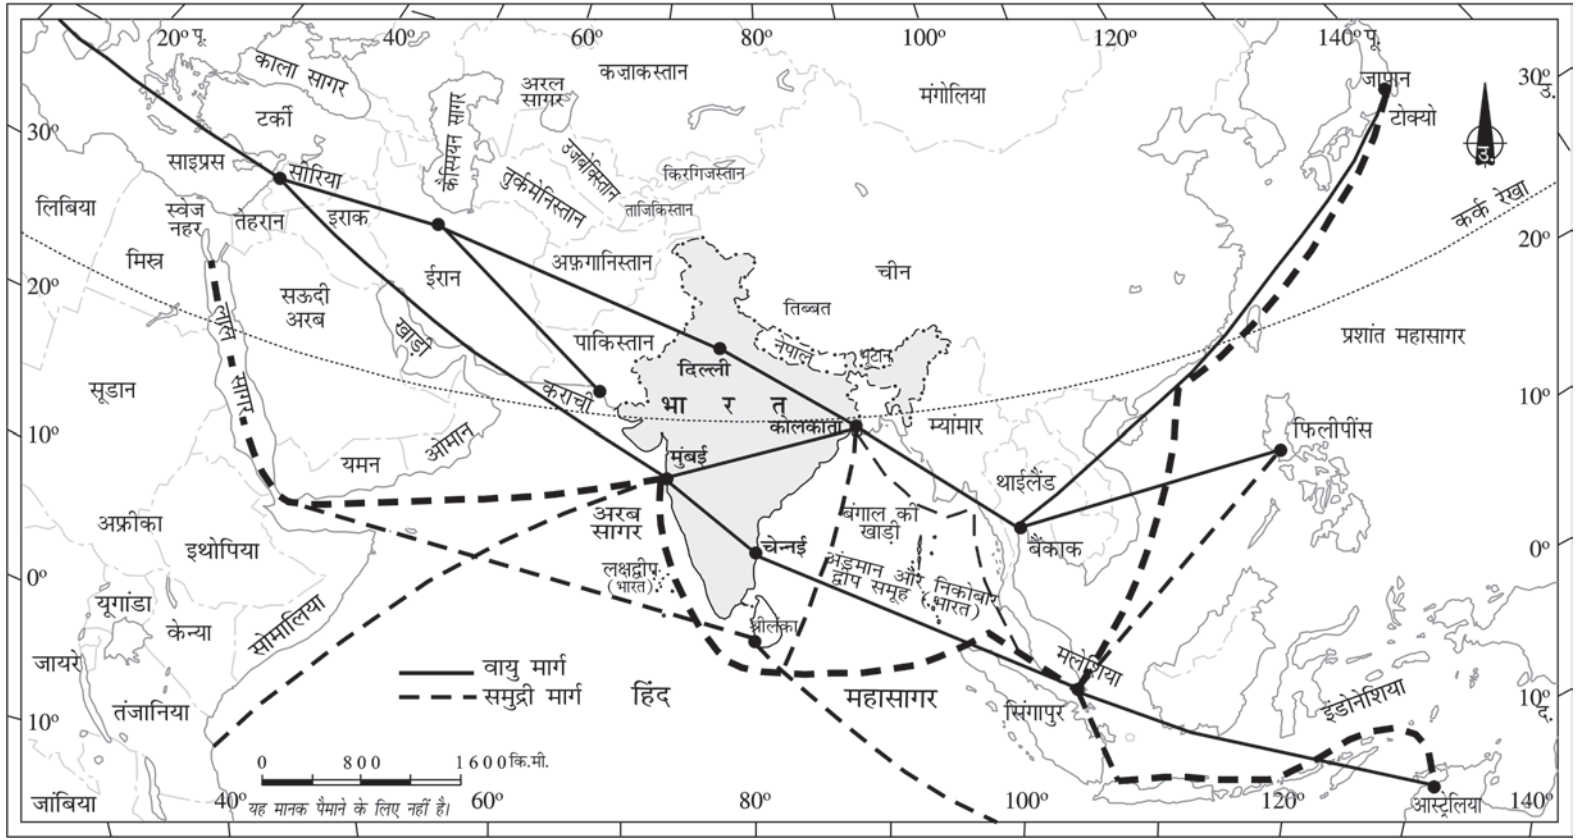 20° पू.
40°
60°
80°
100°
120°
140° पू.
30°
उ.
काला सागर
कैस्पियन सागर
अरल
सागर
कज़ाकस्तान
मंगोलिया
जापान
टोक्यो
उ.
30°
टर्की
साइप्रस
सीरिया
उजबेकिस्तान
तुर्कमेनिस्तान
किरगिजस्तान
ताजिकिस्तान
कर्क रेखा
लिबिया
स्वेज
नहर
तेहरान
इराक
20°
मिस्र
ईरान
अफ़गानिस्तान
चीन
20°
सऊदी
अरब
तिब्बत
लाल सागर
खाड़ी
पाकिस्तान
नेपाल
भूटान
प्रशांत महासागर
दिल्ली
सूडान
कराची
भारत
10°
10°
कोलकाता
म्यांमार
फिलीपींस
यमन
ओमान
मुंबई
थाईलैंड
अफ्रीका
इथोपिया
अरब
सागर
बंगाल की
खाड़ी
चेन्नई
बैंकाक
0°
0°
लक्षद्वीप
(भारत)
अंडमान और निकोबार
द्वीप समूह (भारत)
यूगांडा
केन्या
सोमालिया
श्रीलंका
जायरे
मलेशिया
वायु मार्ग
समुद्री मार्ग
हिंद
महासागर
सिंगापुर
इंडोनेशिया
10°
द.
तंजानिया
10°
0 800 1600 कि.मी.
यह मानक पैमाने के लिए नहीं है।
जांबिया
40°
60°
80°
100°
120°
आस्ट्रेलिया
140°